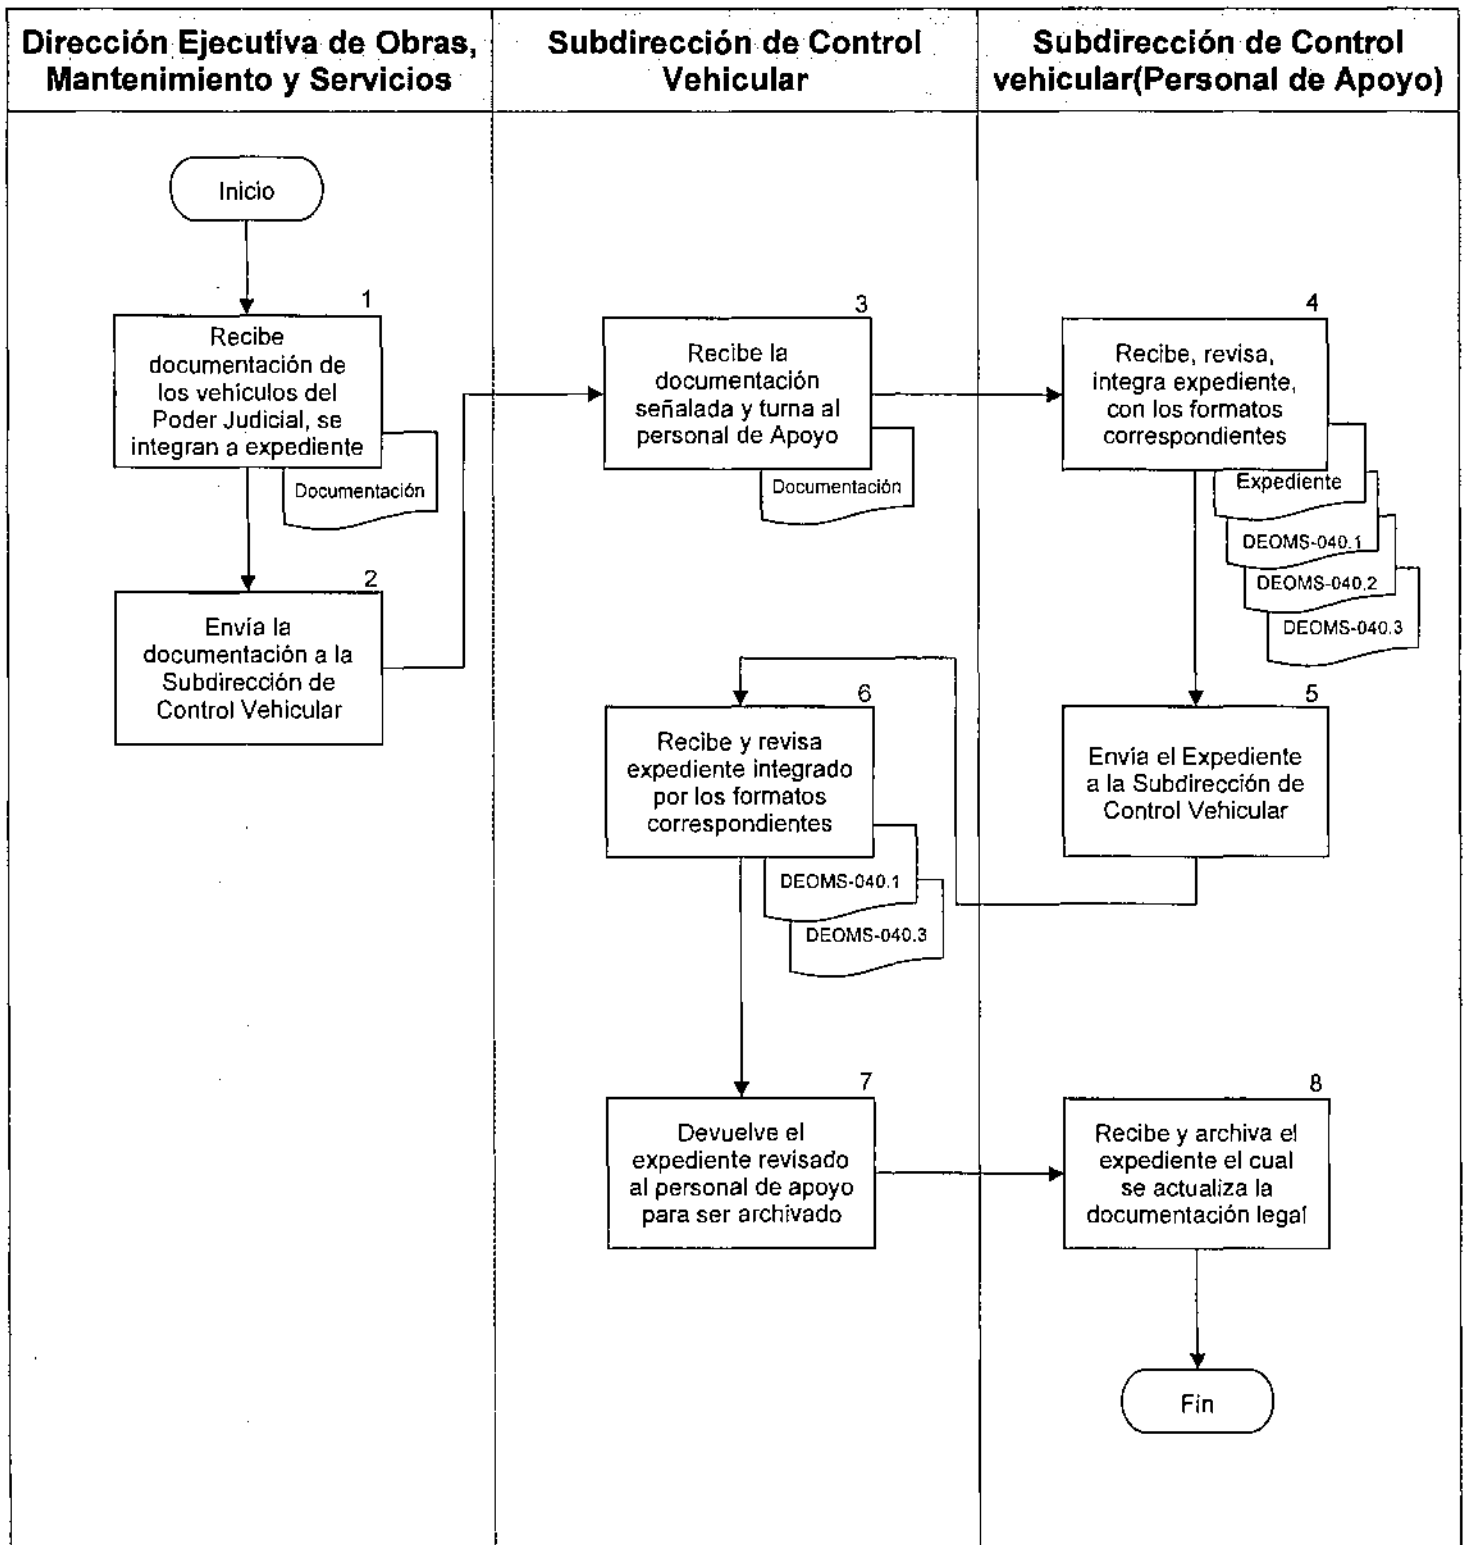 Dirección Ejecutiva de Obras,
Mantenimiento y Servicios
Subdirección de Control
Vehicular
Subdirección de Control
vehicular(Personal de Apoyo)
Inicio
1
Recibe
documentación de
los vehículos del
Poder Judicial, se
integran a expediente
Documentación
2
Envía la
documentación a la
Subdirección de
Control Vehicular
3
Recibe la
documentación
señalada y turna al
personal de Apoyo
Documentación
4
Recibe, revisa,
integra expediente,
con los formatos
correspondientes
Expediente
DEOMS-040.1
DEOMS-040.2
DEOMS-040.3
5
Envía el Expediente
a la Subdirección de
Control Vehicular
6
Recibe y revisa
expediente integrado
por los formatos
correspondientes
DEOMS-040.1
DEOMS-040.3
7
Devuelve el
expediente revisado
al personal de apoyo
para ser archivado
8
Recibe y archiva el
expediente el cual
se actualiza la
documentación legal
Fin